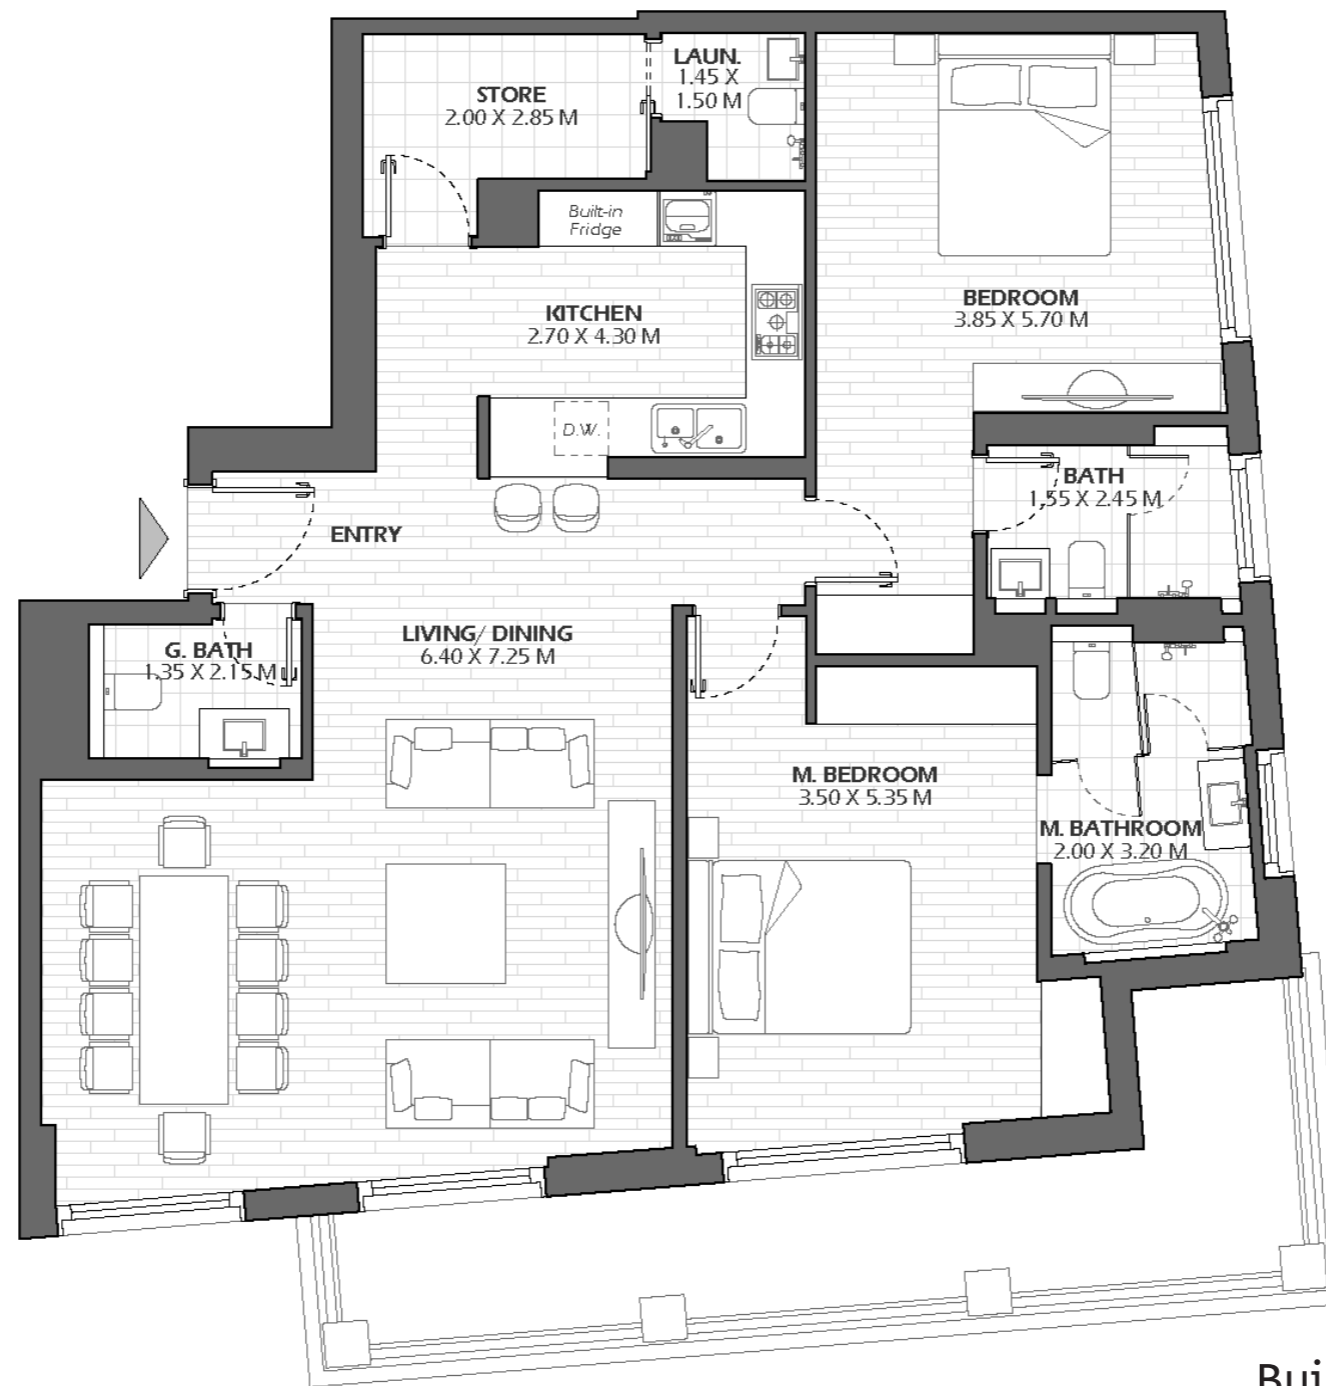 STORE
2.00 X 2.85 M
LAUN.
1.45 X
1.50 M
Built-in
Fridge
KITCHEN
2.70 X 4.30 M
BEDROOM
3.85 X 5.70 M
D.W.
BATH
1.55 X 2.45 M
ENTRY
LIVING/ DINING
6.40 X 7.25 M
G. BATH
1.35 X 2.15 M
M. BEDROOM
3.50 X 5.35 M
M. BATHROOM
2.00 X 3.20 M
Bui